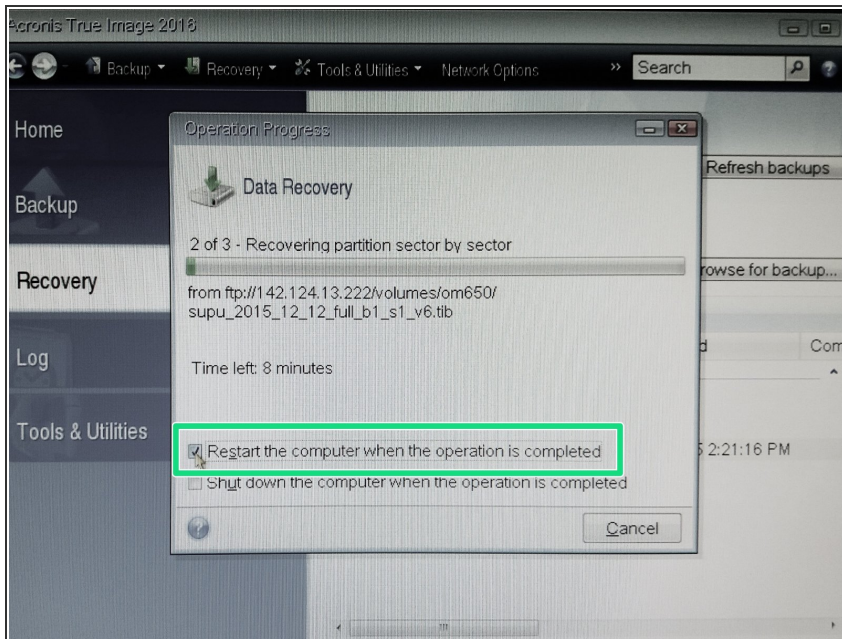 Acronis True Image 2016
Backup Recovery Tools & Utilities Network Options » Search
Home
Backup
Recovery
Log
Tools & Utilities
Operation Progress
Data Recovery
2 of 3 - Recovering partition sector by sector
from ftp://142.124.13.222/volumes/om650/
supu_2015_12_12_full_b1_s1_v6.tib
Time left: 8 minutes
Restart the computer when the operation is completed
Shut down the computer when the operation is completed
Cancel
Refresh backups
rowse for backup...
d Com
5 2:21:16 PM